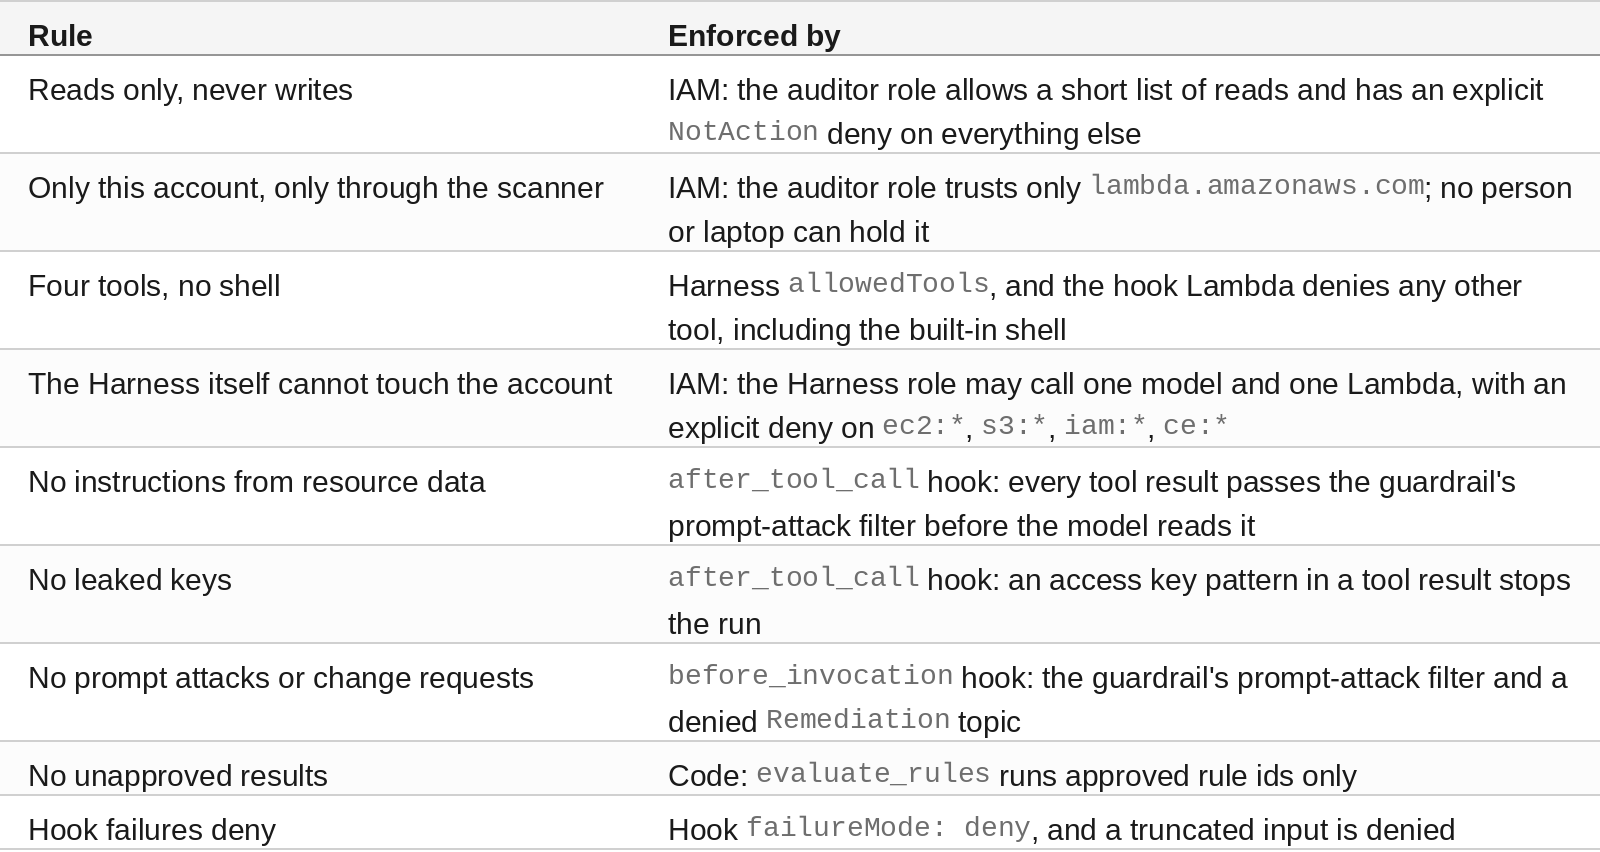 Rule Enforced by
Reads only, never writes IAM: the auditor role allows a short list of reads and has an explicit
NotAction deny on everything else
Only this account, only through the scanner IAM: the auditor role trusts only lambda.amazonaws.com; no person
or laptop can hold it
Four tools, no shell Harness allowedTools, and the hook Lambda denies any other
tool, including the built-in shell
The Harness itself cannot touch the account IAM: the Harness role may call one model and one Lambda, with an
explicit deny on ec2:*, s3:*, iam:*, ce:*
No instructions from resource data after_tool_call hook: every tool result passes the guardrail's
prompt-attack filter before the model reads it
No leaked keys after_tool_call hook: an access key pattern in a tool result stops
the run
No prompt attacks or change requests before_invocation hook: the guardrail's prompt-attack filter and a
denied Remediation topic
No unapproved results Code: evaluate_rules runs approved rule ids only
Hook failures deny Hook failureMode: deny, and a truncated input is denied